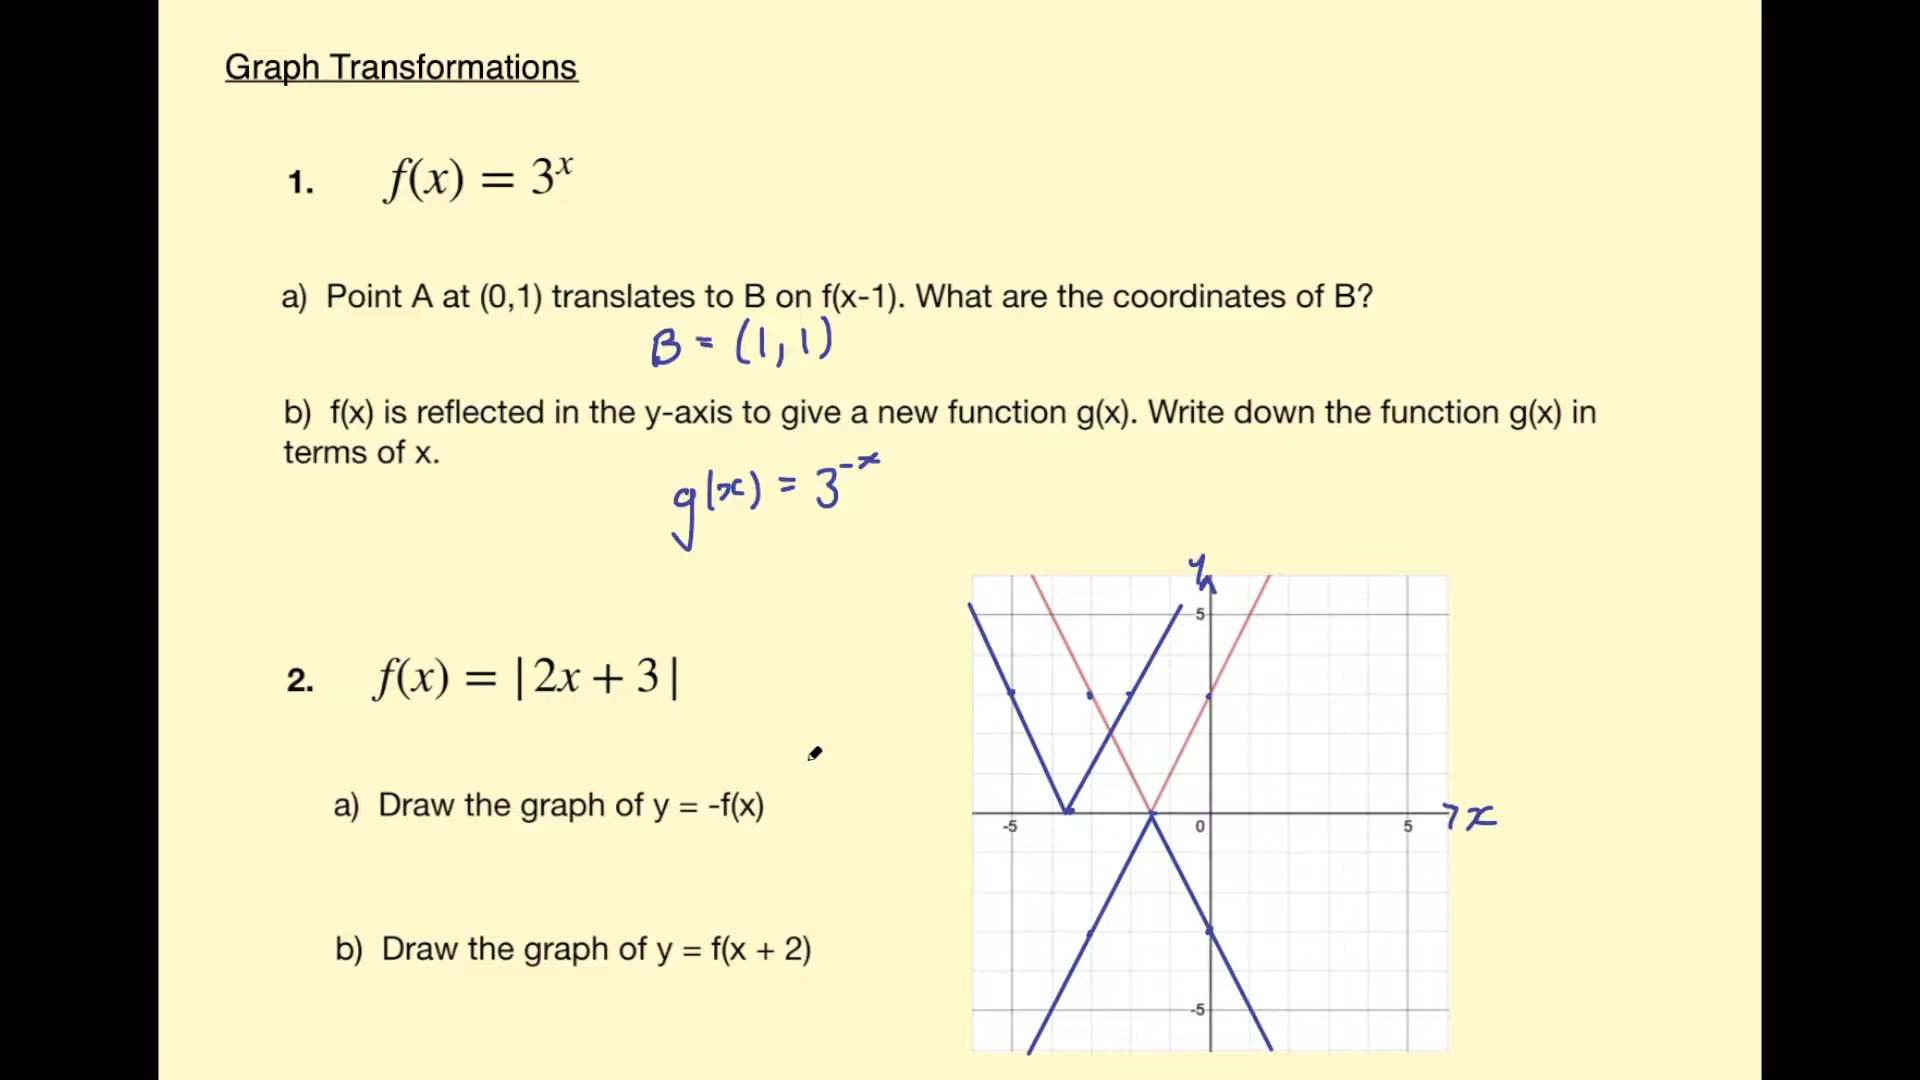 Graph Transformations
1. f(x) = 3ˣ
a) Point A at (0,1) translates to B on f(x-1). What are the coordinates of B?
B = (1, 1)
b) f(x) is reflected in the y-axis to give a new function g(x). Write down the function g(x) in
terms of x.
g(x) = 3⁻ˣ
y
5
2. f(x) = |2x + 3|
a) Draw the graph of y = -f(x)
-5 0 5 x
b) Draw the graph of y = f(x + 2)
-5